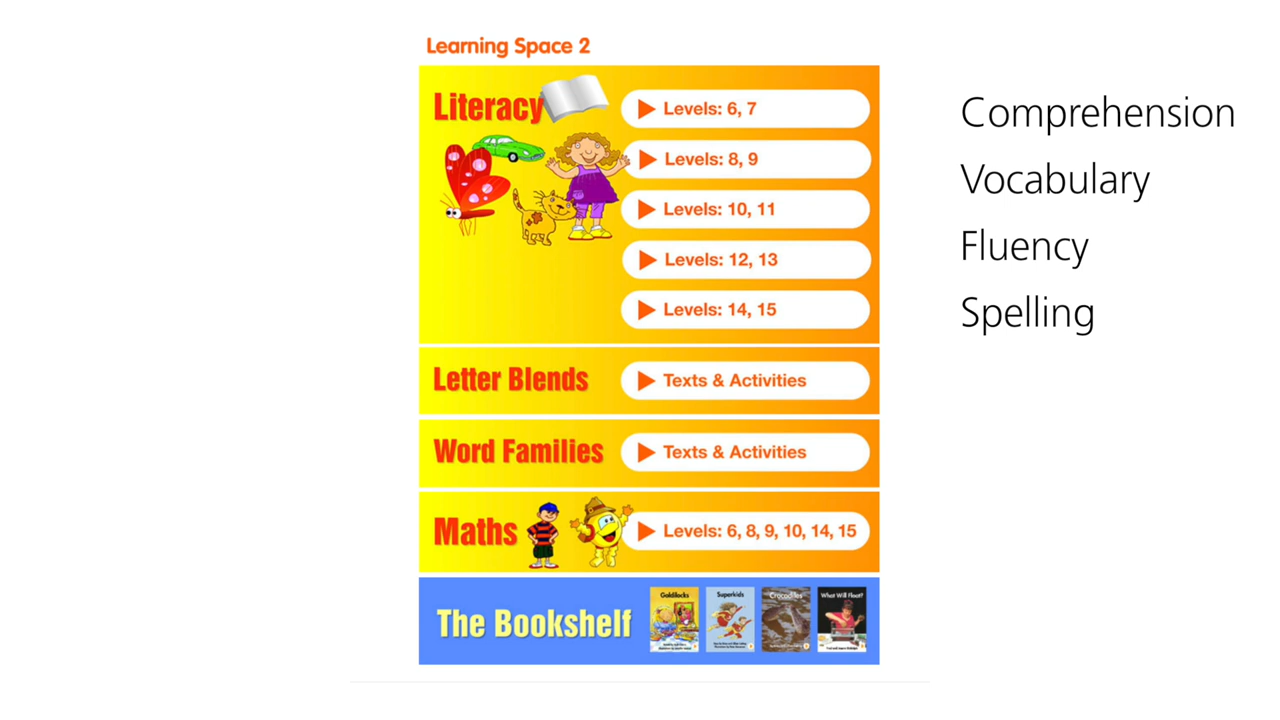 Learning Space 2
Literacy
Levels: 6, 7
Levels: 8, 9
Levels: 10, 11
Levels: 12, 13
Levels: 14, 15
Letter Blends
Texts & Activities
Word Families
Texts & Activities
Maths
Levels: 6, 8, 9, 10, 14, 15
The Bookshelf
Goldilocks
Superkids
Crocodiles
What Will Float?
Comprehension
Vocabulary
Fluency
Spelling